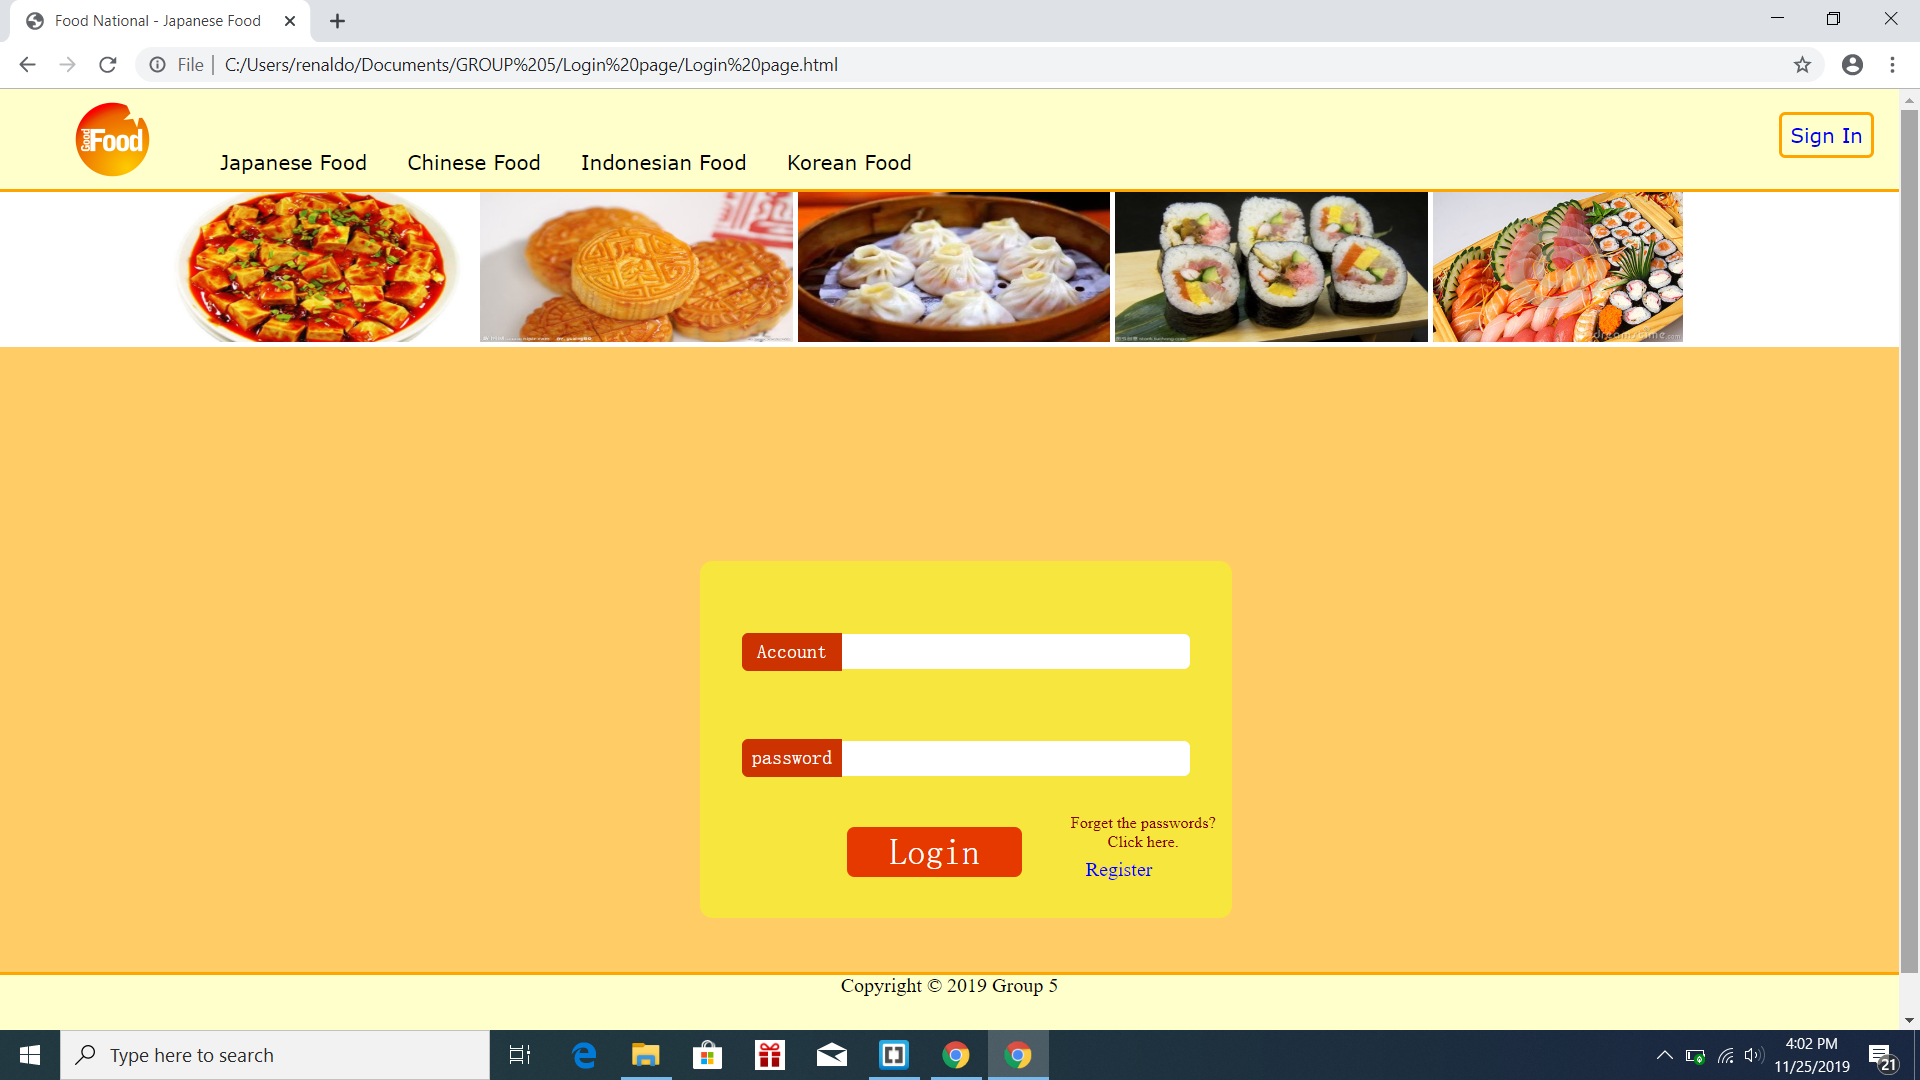 Food National - Japanese Food
File
C:/Users/renaldo/Documents/GROUP%205/Login%20page/Login%20page.html
Good
Food
Japanese Food
Chinese Food
Indonesian Food
Korean Food
Sign In
Account
password
Forget the passwords?
Click here.
Login
Register
Copyright © 2019 Group 5
Type here to search
4:02 PM
11/25/2019
21